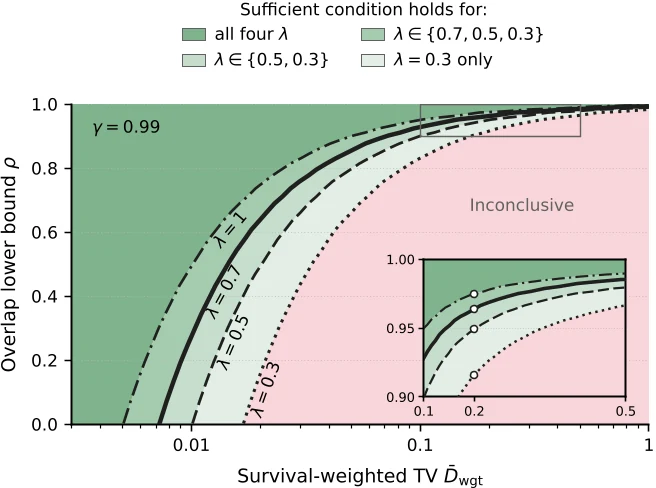 Sufficient condition holds for:
all four λ
λ ∈ {0.7, 0.5, 0.3}
λ ∈ {0.5, 0.3}
λ = 0.3 only
Overlap lower bound ρ
1.0
0.8
0.6
0.4
0.2
0.0
γ = 0.99
λ = 1
λ = 0.7
λ = 0.5
λ = 0.3
Inconclusive
1.00
0.95
0.90
0.1
0.2
0.5
0.01
0.1
1
Survival-weighted TV D̄wgt